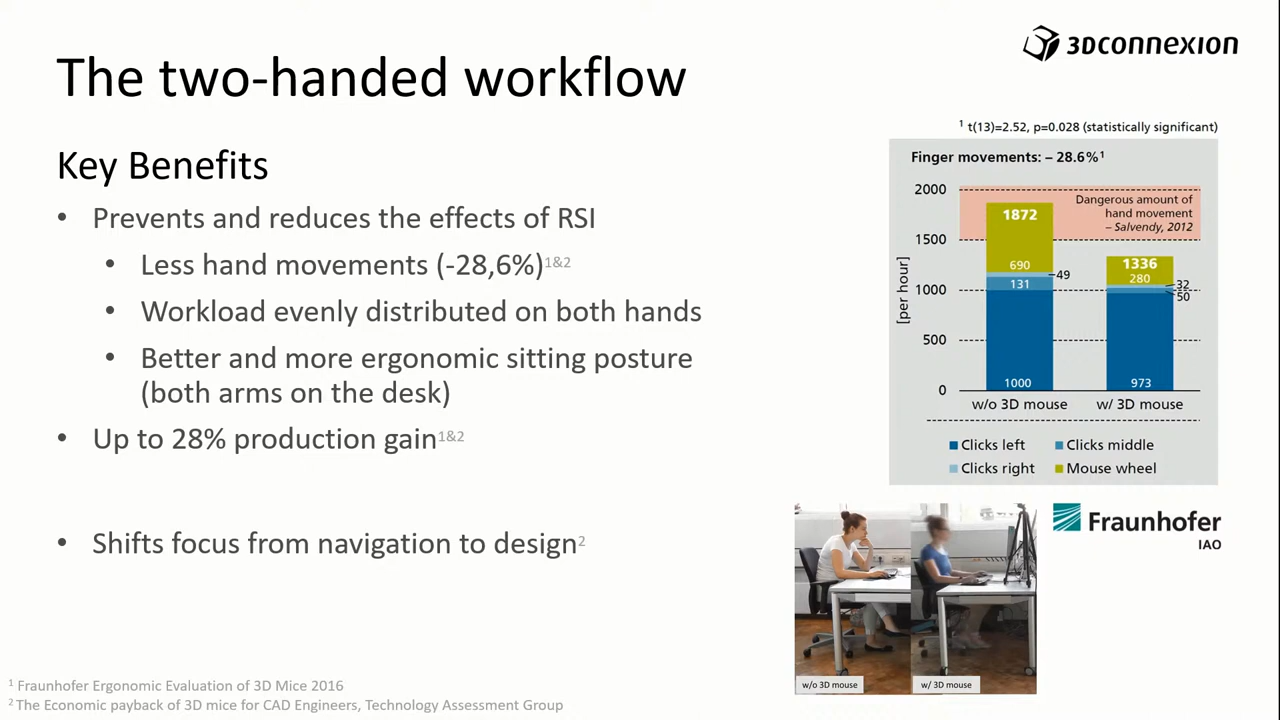 3Dconnexion
The two-handed workflow
Key Benefits
• Prevents and reduces the effects of RSI
• Less hand movements (-28,6%)1&2
• Workload evenly distributed on both hands
• Better and more ergonomic sitting posture
(both arms on the desk)
• Up to 28% production gain1&2
• Shifts focus from navigation to design2
1 t(13)=2.52, p=0.028 (statistically significant)
Finger movements: – 28.6%1
2000
1500
1000
500
0
[per hour]
Dangerous amount of
hand movement
– Salvendy, 2012
1872
690
49
131
1000
1336
280
32
50
973
w/o 3D mouse w/ 3D mouse
Clicks left Clicks middle
Clicks right Mouse wheel
Fraunhofer
IAO
w/o 3D mouse
w/ 3D mouse
1 Fraunhofer Ergonomic Evaluation of 3D Mice 2016
2 The Economic payback of 3D mice for CAD Engineers, Technology Assessment Group